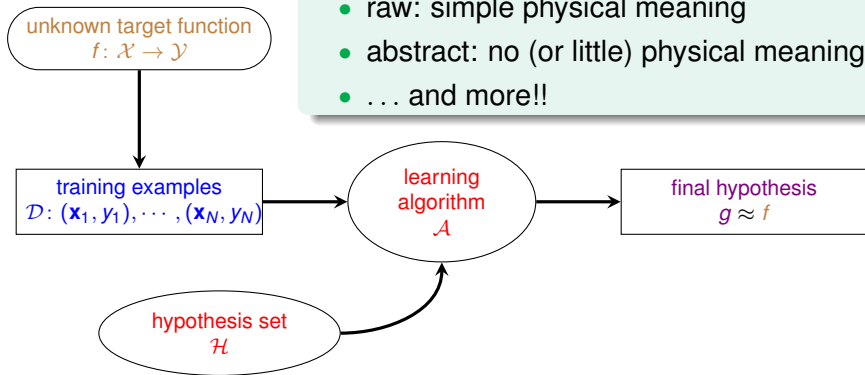 unknown target function
f: 𝒳 → 𝒴
• raw: simple physical meaning
• abstract: no (or little) physical meaning
• . . . and more!!
training examples
𝒟: (𝐱₁, y₁), ⋯ , (𝐱_N, y_N)
learning
algorithm
𝒜
final hypothesis
g ≈ f
hypothesis set
ℋ